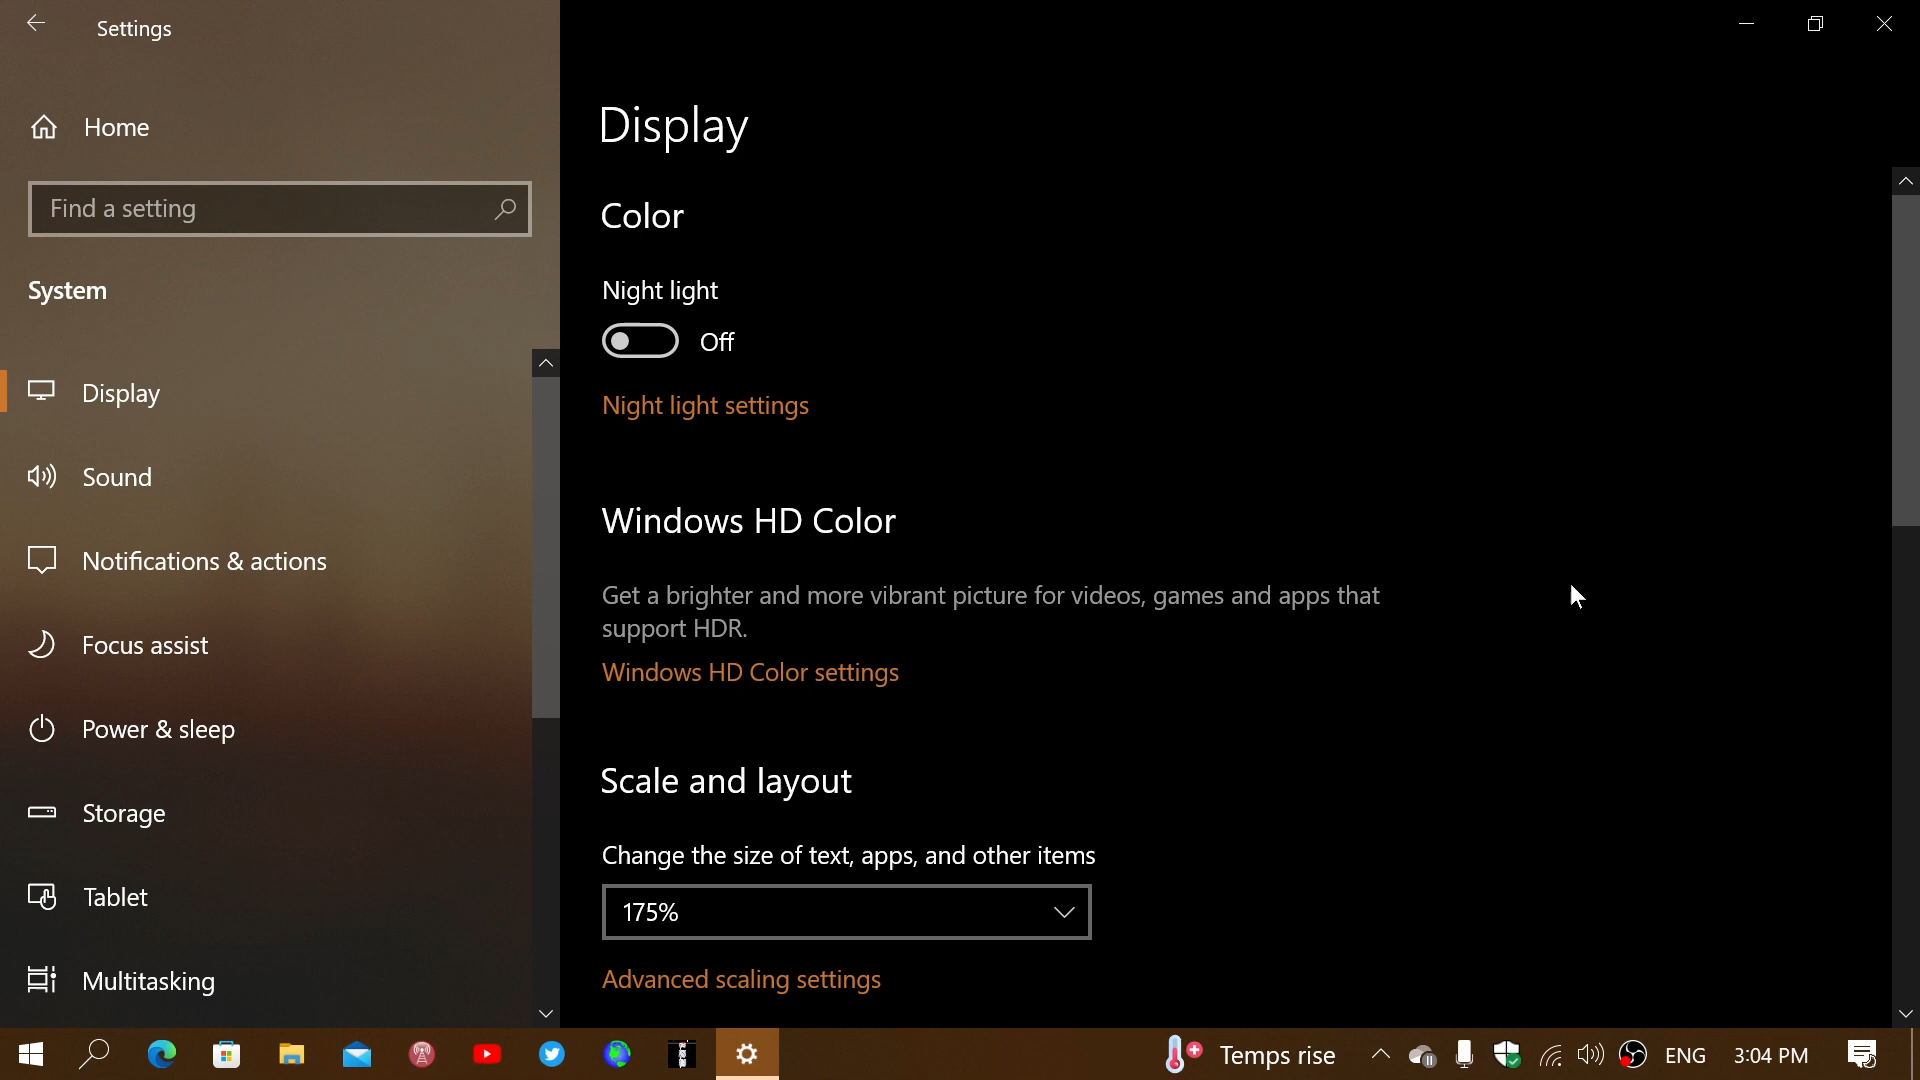 Settings
Home
Find a setting
System
Display
Sound
Notifications & actions
Focus assist
Power & sleep
Storage
Tablet
Multitasking
Display
Color
Night light
Off
Night light settings
Windows HD Color
Get a brighter and more vibrant picture for videos, games and apps that
support HDR.
Windows HD Color settings
Scale and layout
Change the size of text, apps, and other items
175%
Advanced scaling settings
Temps rise
ENG
3:04 PM